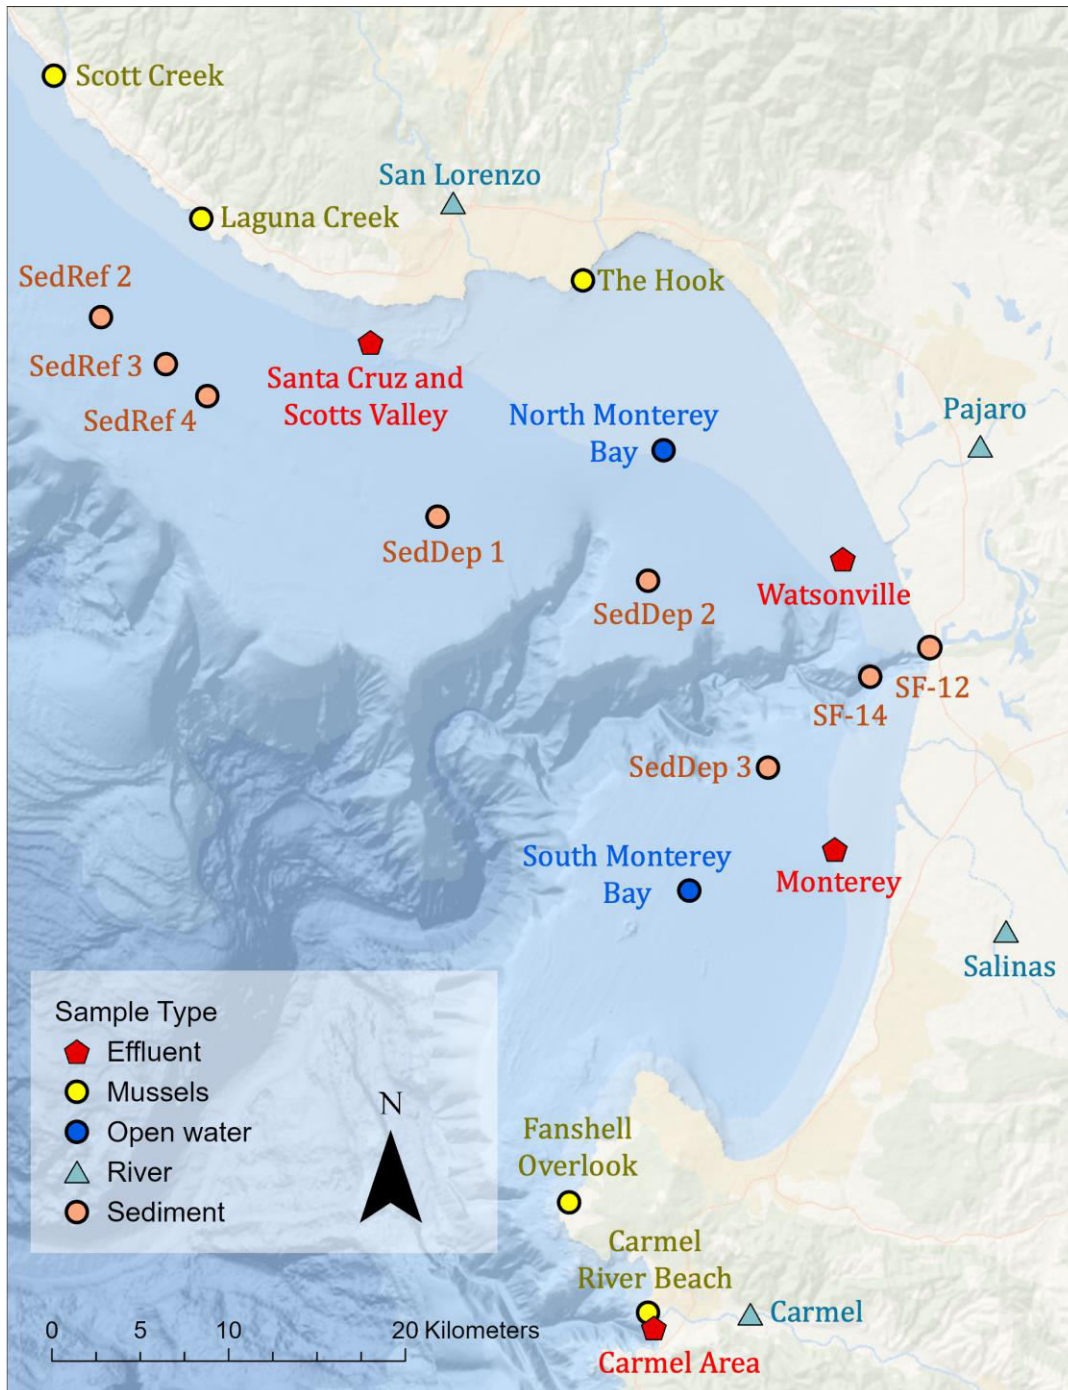 Scott Creek
San Lorenzo
Laguna Creek
SedRef 2
The Hook
SedRef 3
SedRef 4
Santa Cruz and
Scotts Valley
North Monterey
Bay
Pajaro
SedDep 1
SedDep 2
Watsonville
SF-12
SF-14
SedDep 3
South Monterey
Bay
Monterey
Salinas
Sample Type
Effluent
Mussels
Open water
River
Sediment
N
Fanshell
Overlook
Carmel
River Beach
Carmel
Carmel Area
0 5 10 20 Kilometers